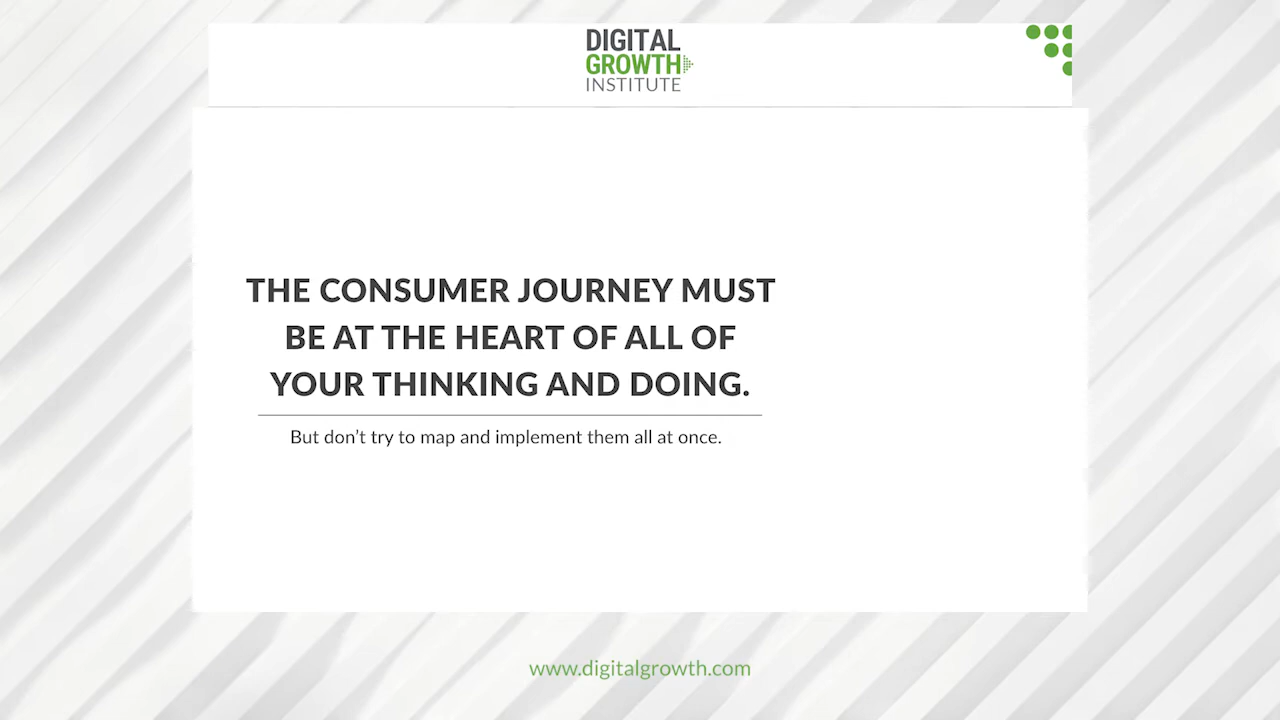 DIGITAL
GROWTH
INSTITUTE
THE CONSUMER JOURNEY MUST
BE AT THE HEART OF ALL OF
YOUR THINKING AND DOING.
But don’t try to map and implement them all at once.
www.digitalgrowth.com